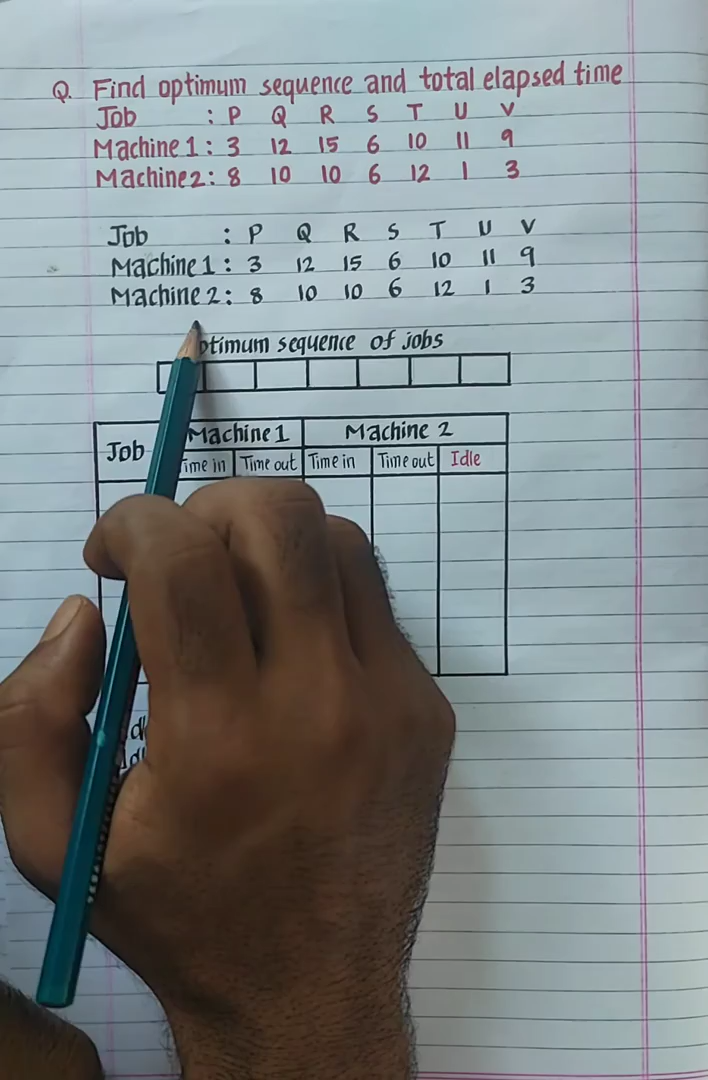 Q. Find optimum sequence and total elapsed time
Job : P Q R S T U V
Machine 1 : 3 12 15 6 10 11 9
Machine 2 : 8 10 10 6 12 1 3
Job : P Q R S T U V
Machine 1 : 3 12 15 6 10 11 9
Machine 2 : 8 10 10 6 12 1 3
ptimum sequence of jobs
Job Machine 1 Machine 2
Time in Time out Time in Time out Idle